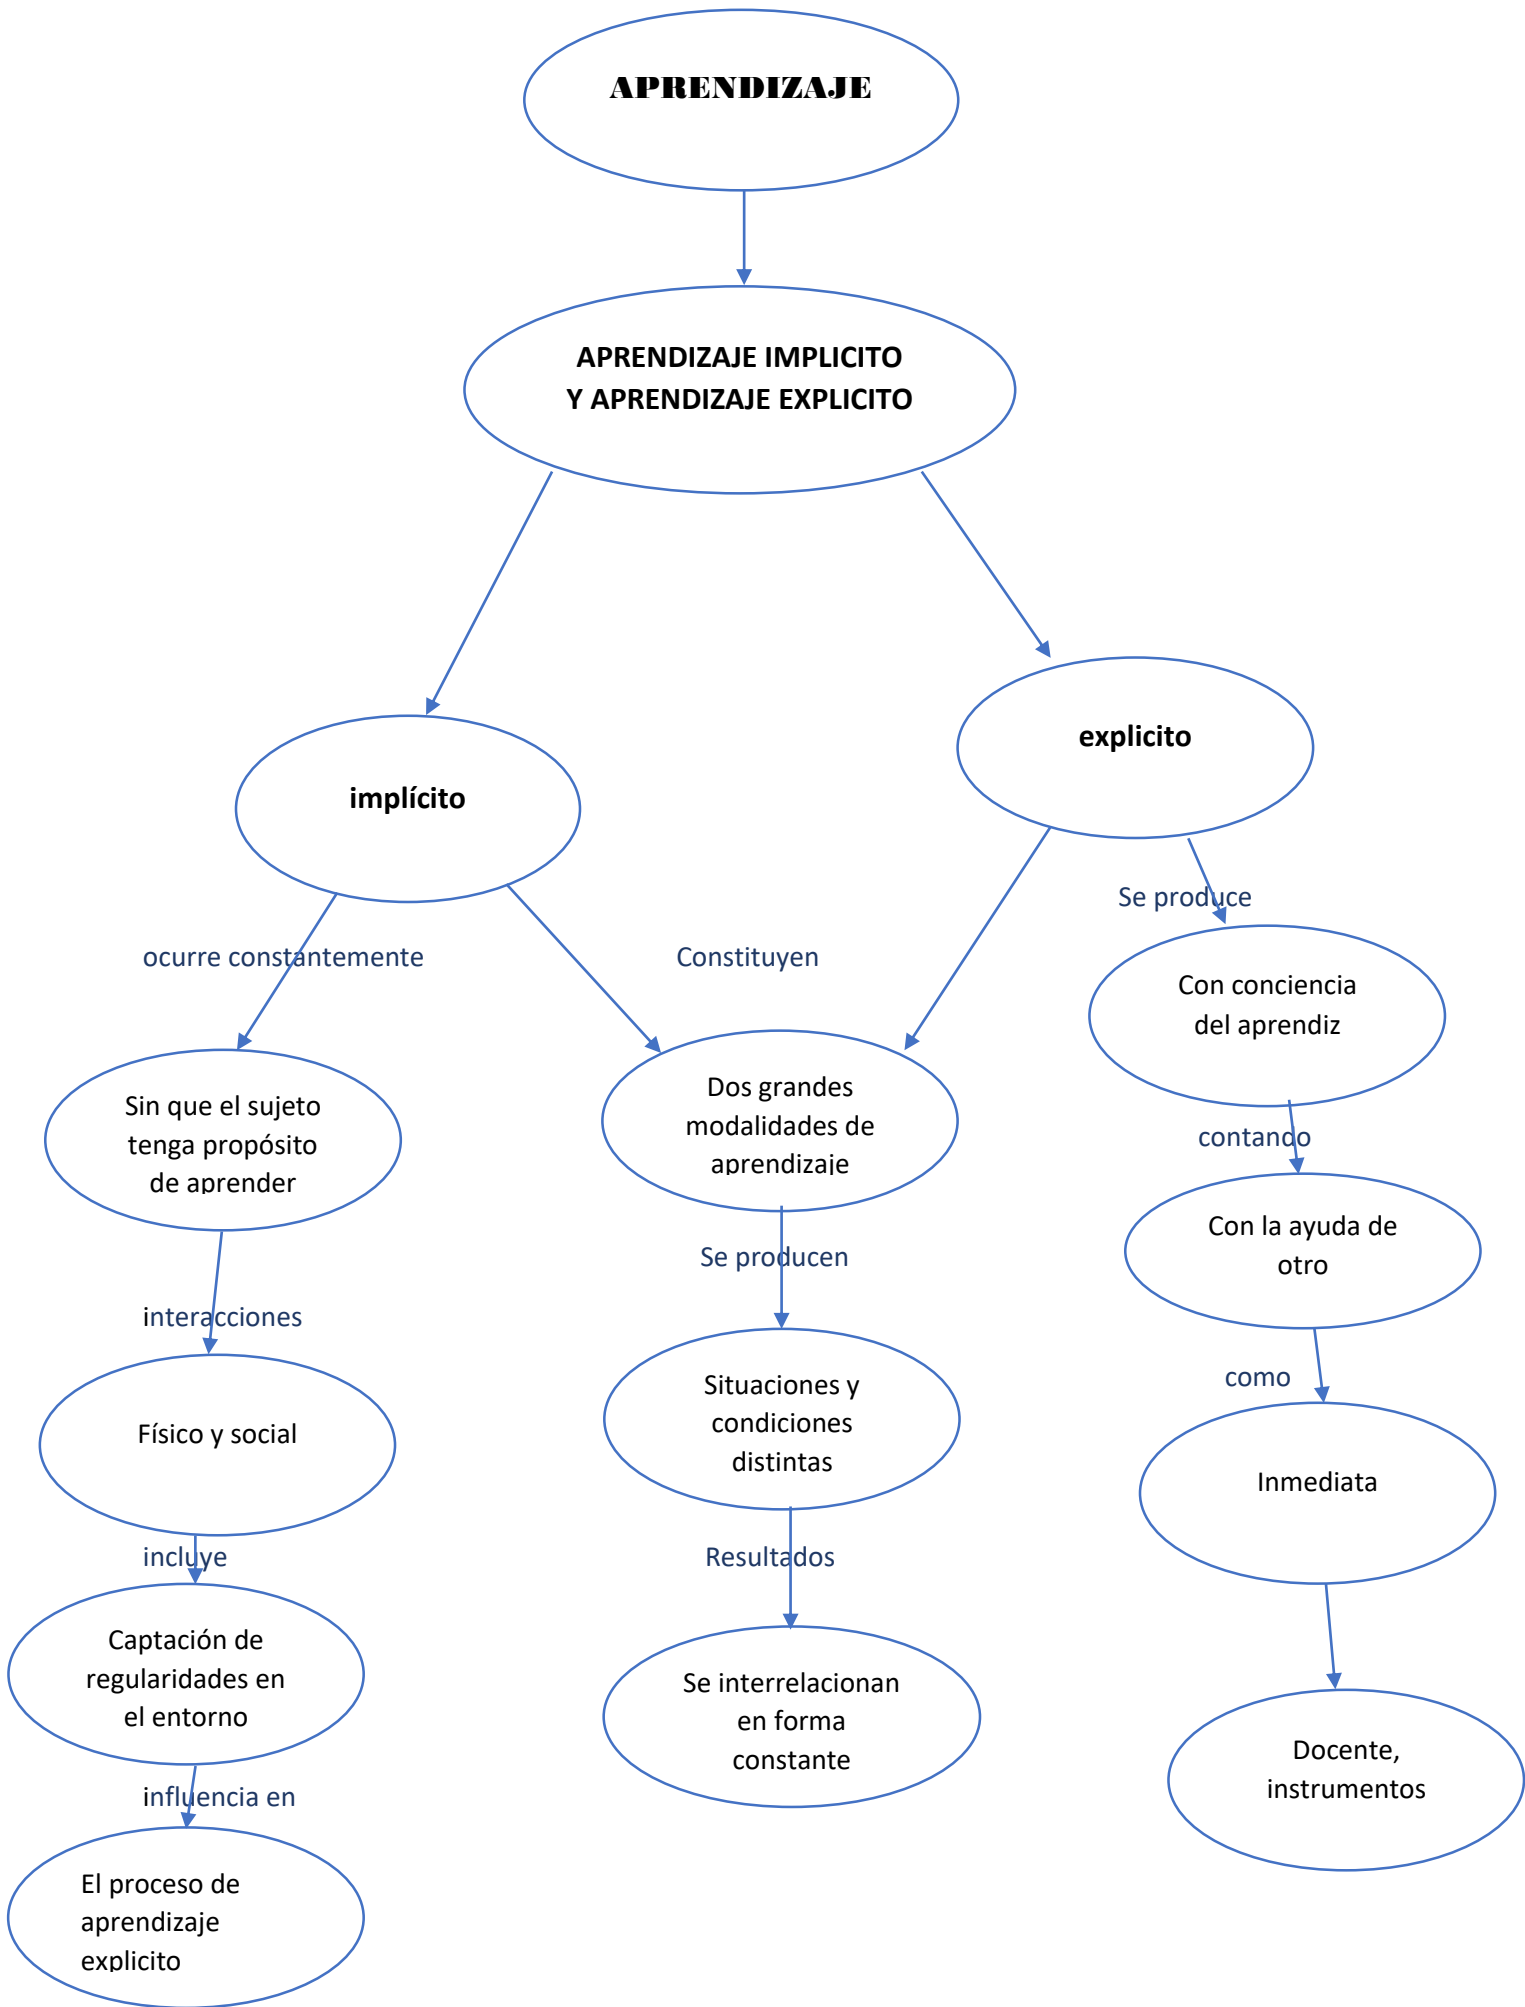 APRENDIZAJE
APRENDIZAJE IMPLICITO
Y APRENDIZAJE EXPLICITO
implícito
explicito
ocurre constantemente
Constituyen
Se produce
Sin que el sujeto
tenga propósito
de aprender
Dos grandes
modalidades de
aprendizaje
Con conciencia
del aprendiz
interacciones
Se producen
contando
Físico y social
Situaciones y
condiciones
distintas
Con la ayuda de
otro
incluye
Resultados
como
Captación de
regularidades en
el entorno
Se interrelacionan
en forma
constante
Inmediata
influencia en
El proceso de
aprendizaje
explicito
Docente,
instrumentos